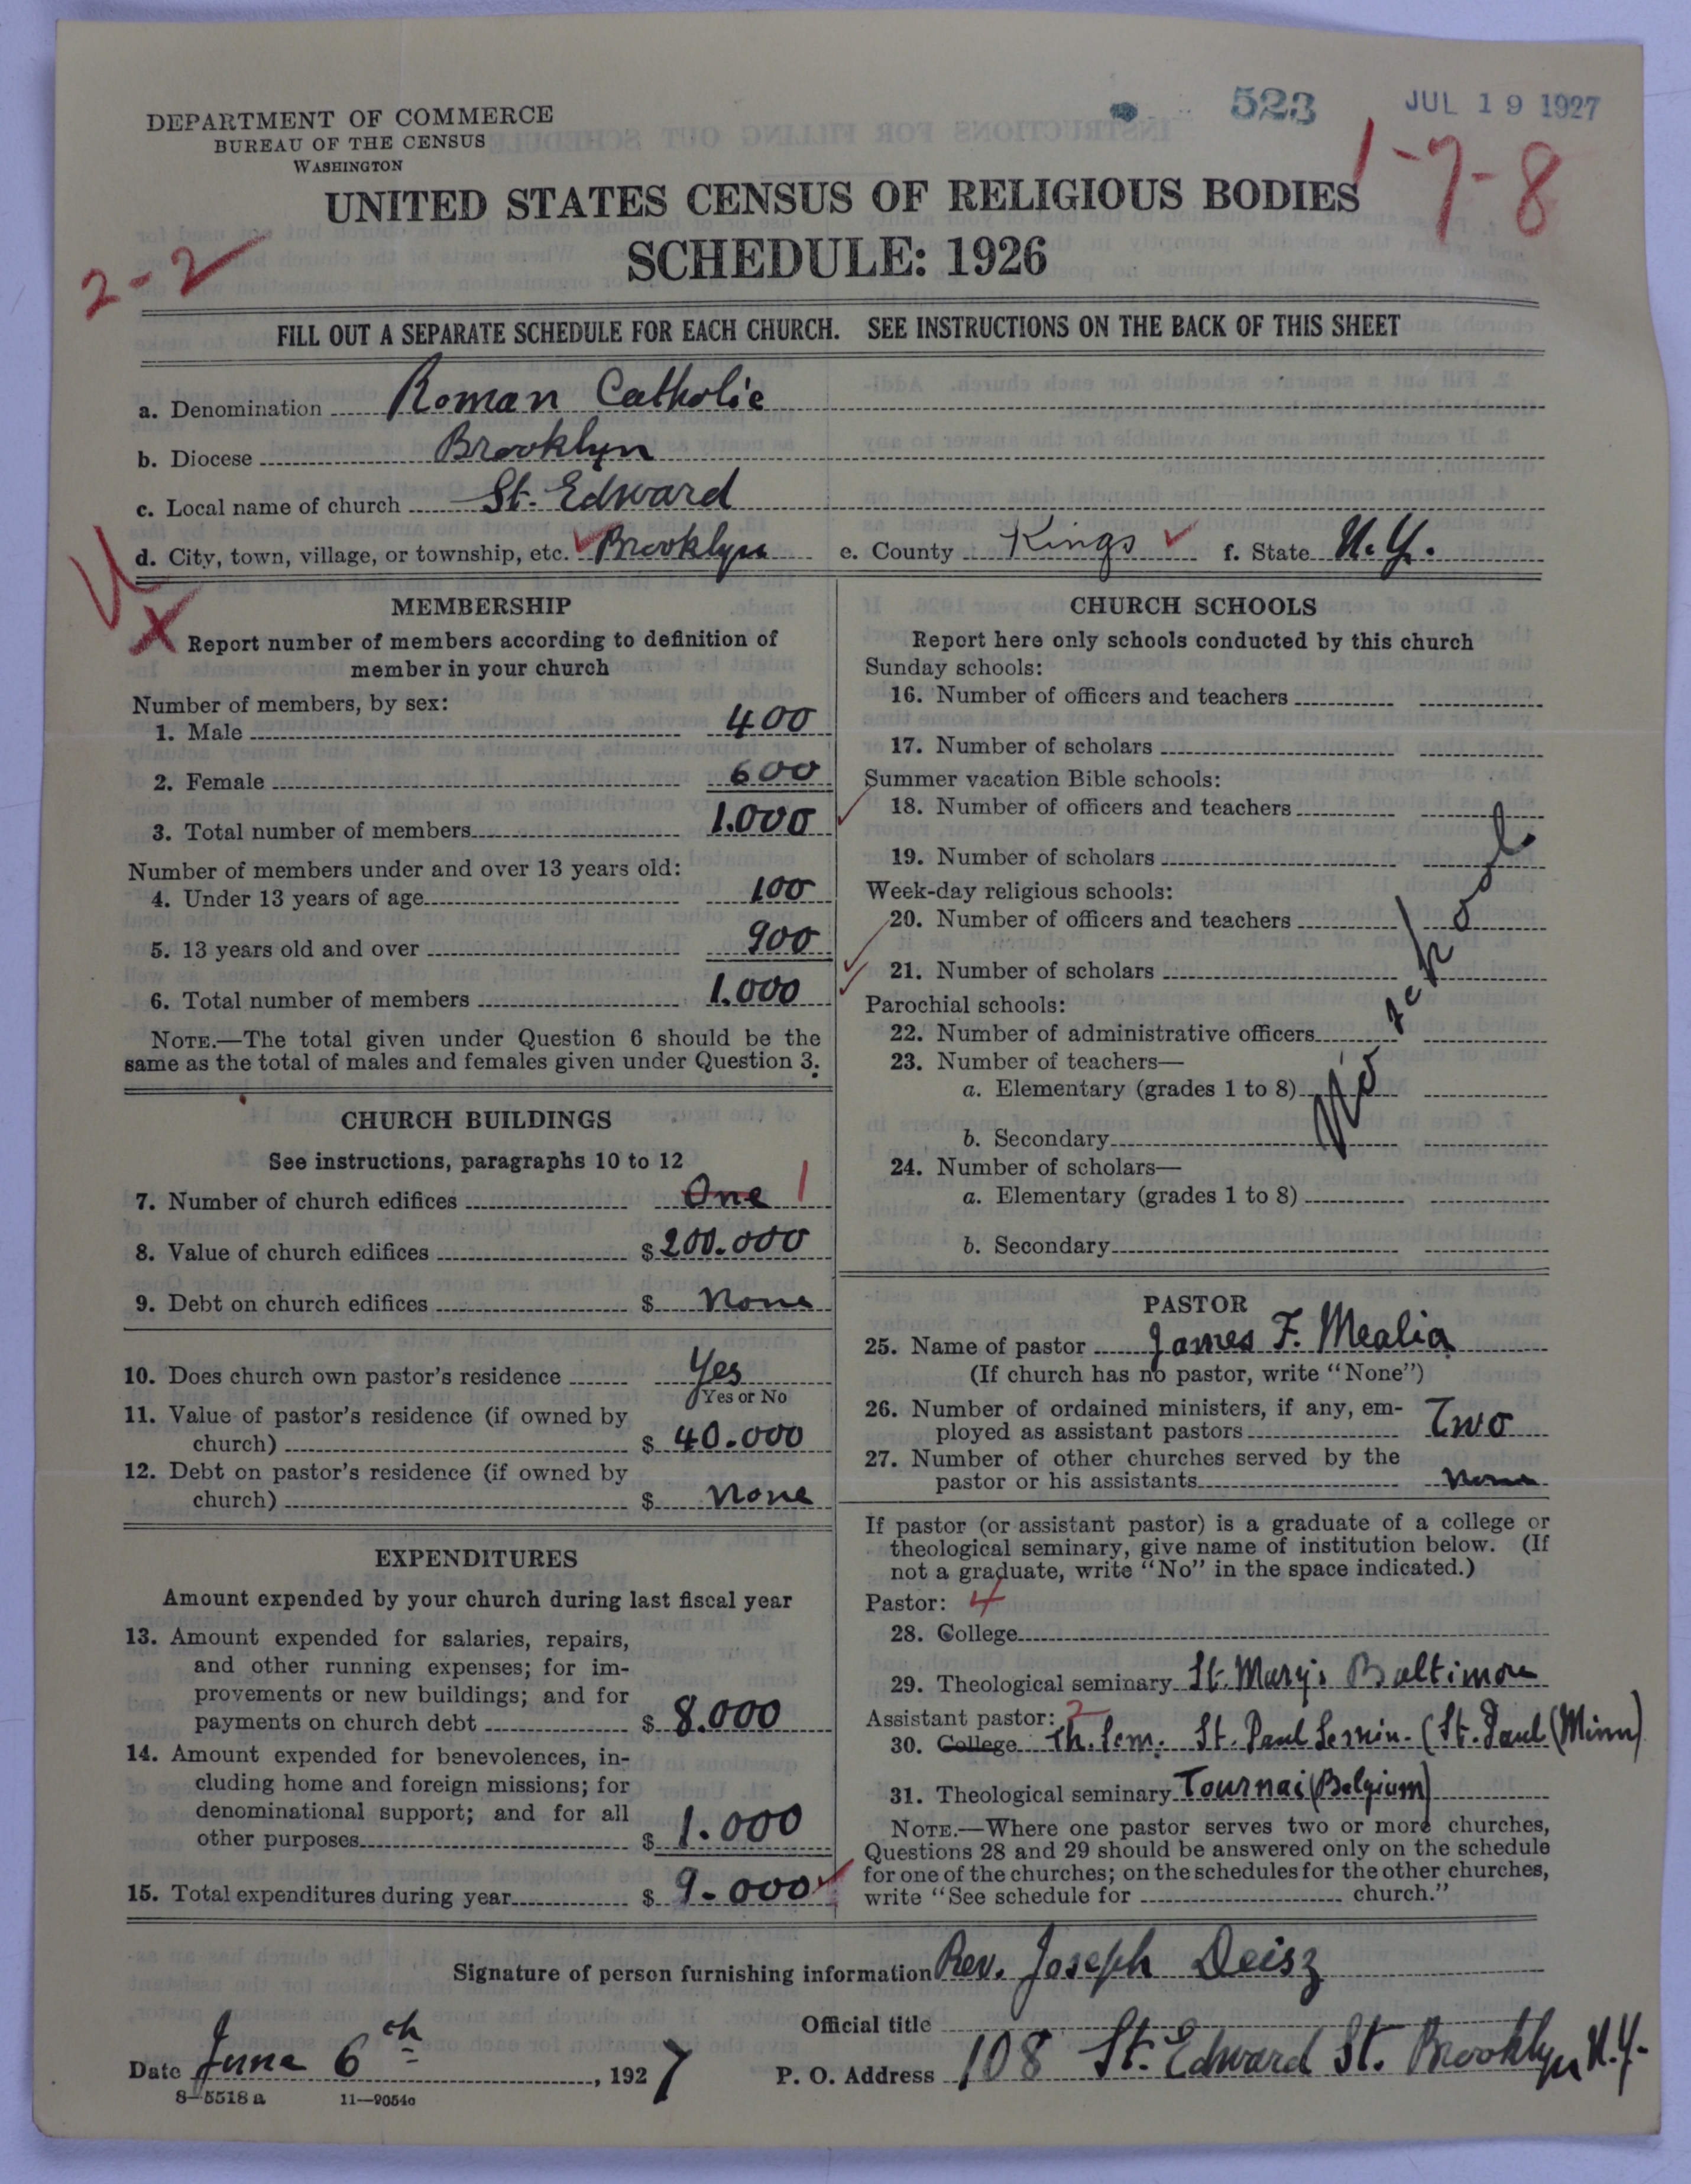 523 JUL 19 1927
DEPARTMENT OF COMMERCE
BUREAU OF THE CENSUS
WASHINGTON
1-7-8
UNITED STATES CENSUS OF RELIGIOUS BODIES
SCHEDULE: 1926
2-2
FILL OUT A SEPARATE SCHEDULE FOR EACH CHURCH. SEE INSTRUCTIONS ON THE BACK OF THIS SHEET
a. Denomination Roman Catholic
b. Diocese Brooklyn
c. Local name of church St. Edward
d. City, town, village, or township, etc. Brooklyn e. County Kings f. State N.Y.
MEMBERSHIP
X Report number of members according to definition of
member in your church
Number of members, by sex:
1. Male 400
2. Female 600
3. Total number of members 1.000
Number of members under and over 13 years old:
4. Under 13 years of age 100
5. 13 years old and over 900
6. Total number of members 1.000
NOTE.—The total given under Question 6 should be the
same as the total of males and females given under Question 3.
CHURCH BUILDINGS
See instructions, paragraphs 10 to 12
7. Number of church edifices One 1
8. Value of church edifices $200.000
9. Debt on church edifices $ None
10. Does church own pastor's residence Yes
Yes or No
11. Value of pastor's residence (if owned by
church) $ 40.000
12. Debt on pastor's residence (if owned by
church) $ None
EXPENDITURES
Amount expended by your church during last fiscal year
13. Amount expended for salaries, repairs,
and other running expenses; for im-
provements or new buildings; and for
payments on church debt $ 8.000
14. Amount expended for benevolences, in-
cluding home and foreign missions; for
denominational support; and for all
other purposes $ 1.000
15. Total expenditures during year $ 9.000
CHURCH SCHOOLS
Report here only schools conducted by this church
Sunday schools:
16. Number of officers and teachers
17. Number of scholars
Summer vacation Bible schools:
18. Number of officers and teachers
19. Number of scholars
Week-day religious schools:
20. Number of officers and teachers
21. Number of scholars
Parochial schools:
22. Number of administrative officers
23. Number of teachers—
a. Elementary (grades 1 to 8)
b. Secondary
24. Number of scholars—
a. Elementary (grades 1 to 8)
b. Secondary
No school
PASTOR
25. Name of pastor James F. Mealia
(If church has no pastor, write "None")
26. Number of ordained ministers, if any, em-
ployed as assistant pastors Two
27. Number of other churches served by the
pastor or his assistants None
If pastor (or assistant pastor) is a graduate of a college or
theological seminary, give name of institution below. (If
not a graduate, write "No" in the space indicated.)
Pastor: 4
28. College
29. Theological seminary St. Mary's Baltimore
Assistant pastor: 2
30. College Th. Sem. St. Paul Semin. (St. Paul (Minn)
31. Theological seminary Tournai (Belgium)
NOTE.—Where one pastor serves two or more churches,
Questions 28 and 29 should be answered only on the schedule
for one of the churches; on the schedules for the other churches,
write "See schedule for church."
Signature of person furnishing information Rev. Joseph Deisz
Official title
Date June 6th, 1927 P. O. Address 108 St. Edward St. Brooklyn N.Y.
8—5518 a 11—9054c